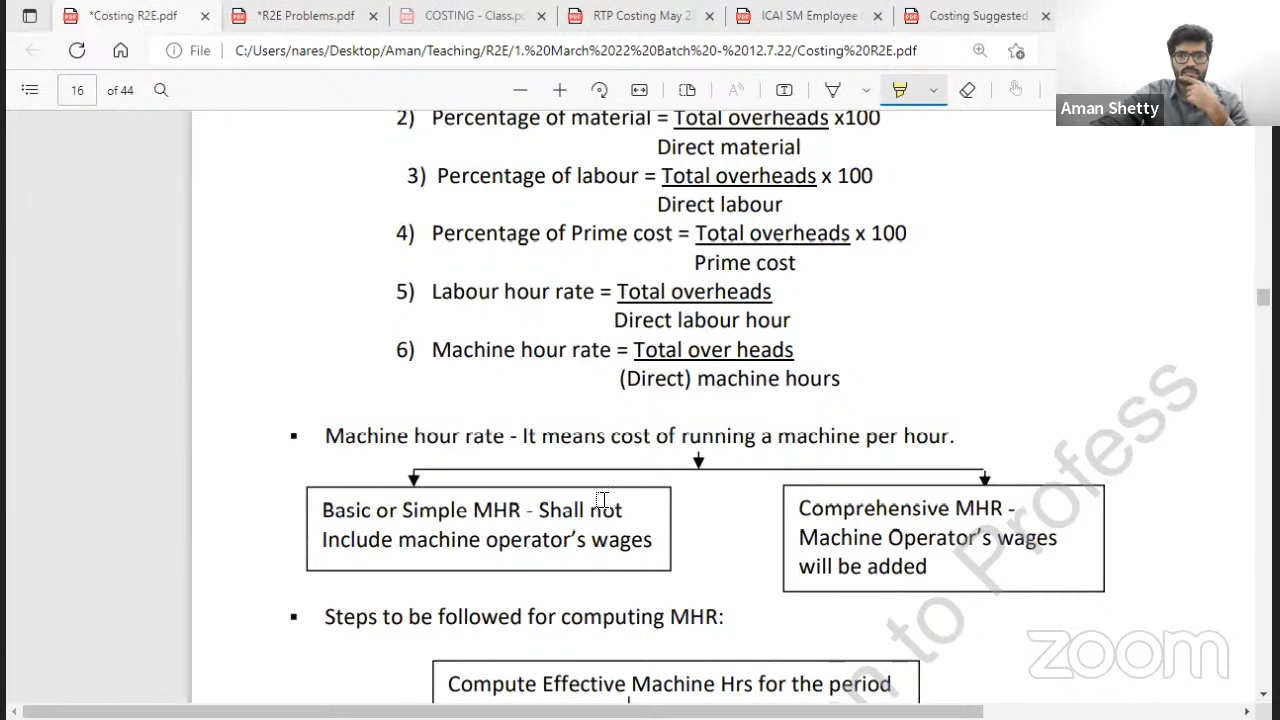 *Costing R2E.pdf
*R2E Problems.pdf
COSTING - Class.pdf
RTP Costing May 2
ICAI SM Employee
Costing Suggested
File
C:/Users/nares/Desktop/Aman/Teaching/R2E/1.%20March%2022%20Batch%20-%2012.7.22/Costing%20R2E.pdf
16 of 44
Aman Shetty
2) Percentage of material = Total overheads x100
Direct material
3) Percentage of labour = Total overheads x 100
Direct labour
4) Percentage of Prime cost = Total overheads x 100
Prime cost
5) Labour hour rate = Total overheads
Direct labour hour
6) Machine hour rate = Total over heads
(Direct) machine hours
▪ Machine hour rate - It means cost of running a machine per hour.
Basic or Simple MHR - Shall not
Include machine operator's wages
Comprehensive MHR -
Machine Operator's wages
will be added
▪ Steps to be followed for computing MHR:
Compute Effective Machine Hrs for the period
n to Profess
zoom